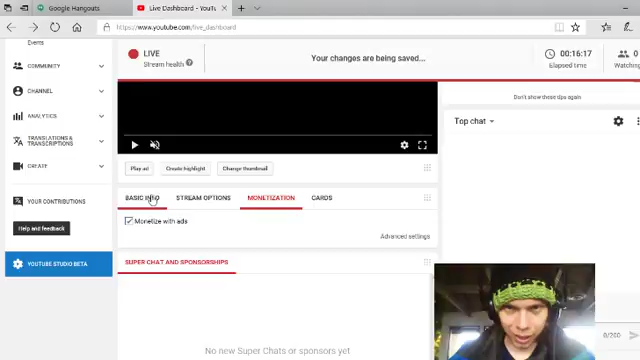 Google Hangouts
Live Dashboard - YouTu
https://www.youtube.com/live_dashboard
Events
COMMUNITY
CHANNEL
ANALYTICS
TRANSLATIONS &
TRANSCRIPTIONS
CREATE
YOUR CONTRIBUTIONS
Help and feedback
YOUTUBE STUDIO BETA
LIVE
Stream health
Your changes are being saved...
00:16:17
Elapsed time
0
Watching
Play ad
Create highlight
Change thumbnail
BASIC INFO
STREAM OPTIONS
MONETIZATION
CARDS
Monetize with ads
Advanced settings
SUPER CHAT AND SPONSORSHIPS
No new Super Chats or sponsors yet
Don't show these tips again
Top chat
0/200